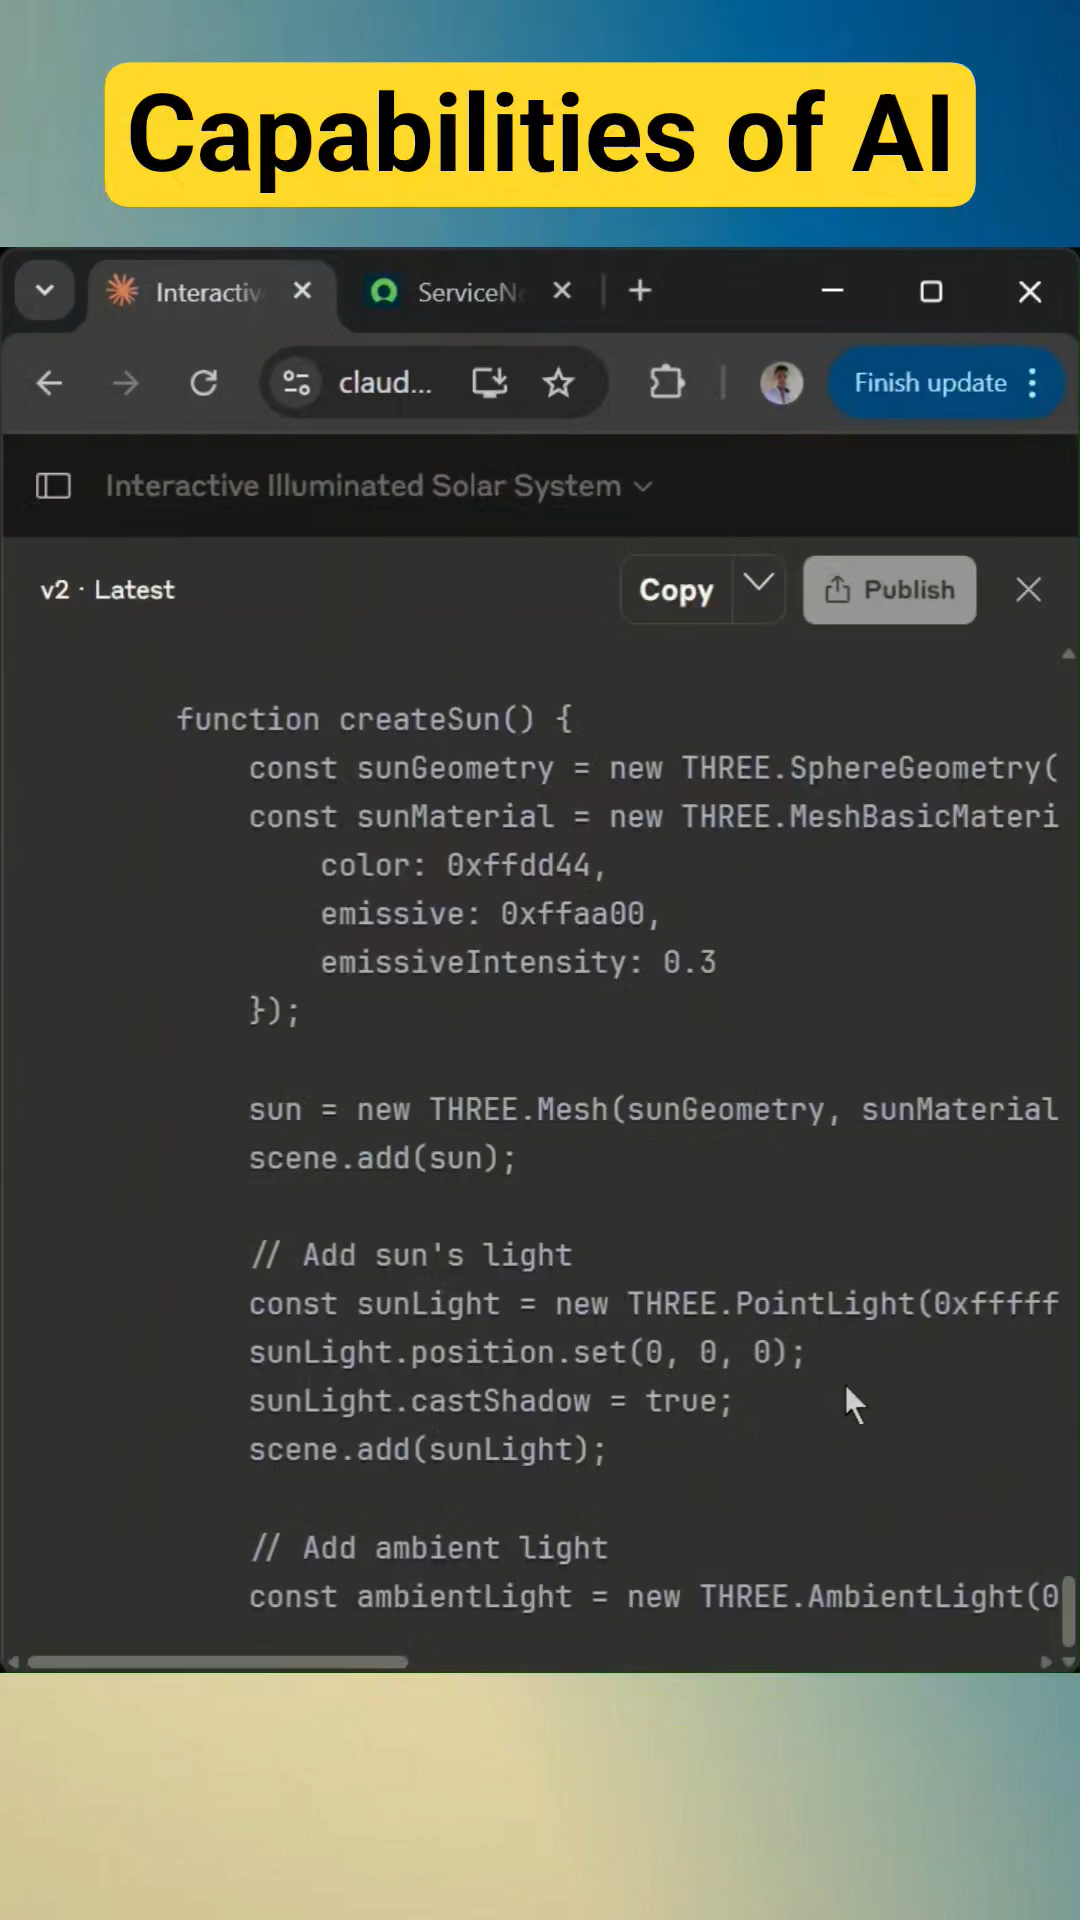 Capabilities of AI
Interactiv
ServiceN
claud...
Finish update
Interactive Illuminated Solar System
v2 · Latest
Copy
Publish
function createSun() {
const sunGeometry = new THREE.SphereGeometry(
const sunMaterial = new THREE.MeshBasicMateri
color: 0xffdd44,
emissive: 0xffaa00,
emissiveIntensity: 0.3
});
sun = new THREE.Mesh(sunGeometry, sunMaterial
scene.add(sun);
// Add sun's light
const sunLight = new THREE.PointLight(0xfffff
sunLight.position.set(0, 0, 0);
sunLight.castShadow = true;
scene.add(sunLight);
// Add ambient light
const ambientLight = new THREE.AmbientLight(0